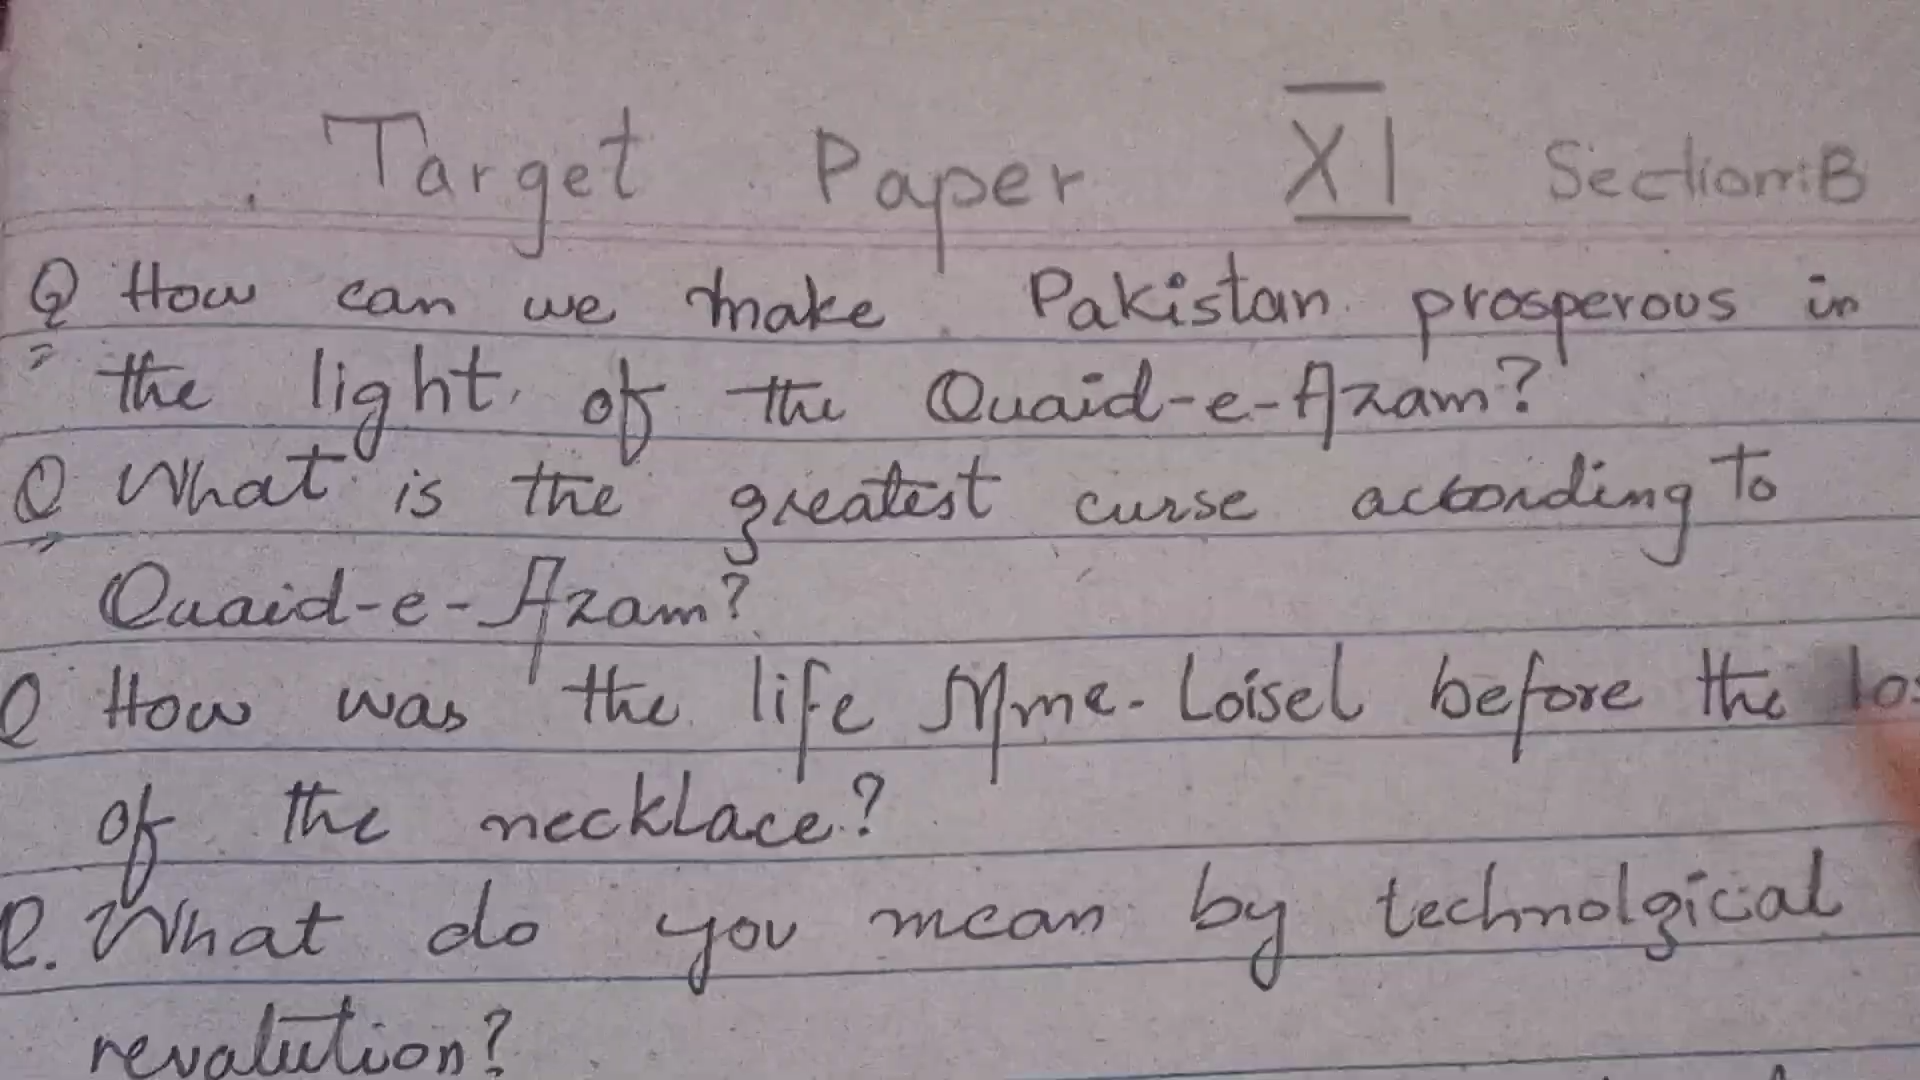 Target Paper XI Section:B
Q How can we make Pakistan prosperous in
the light of the Quaid-e-Azam?
Q What is the greatest curse according to
Quaid-e-Azam?
Q How was the life Mme. Loisel before the los
of the necklace?
Q. What do you mean by technolgical
revalution?